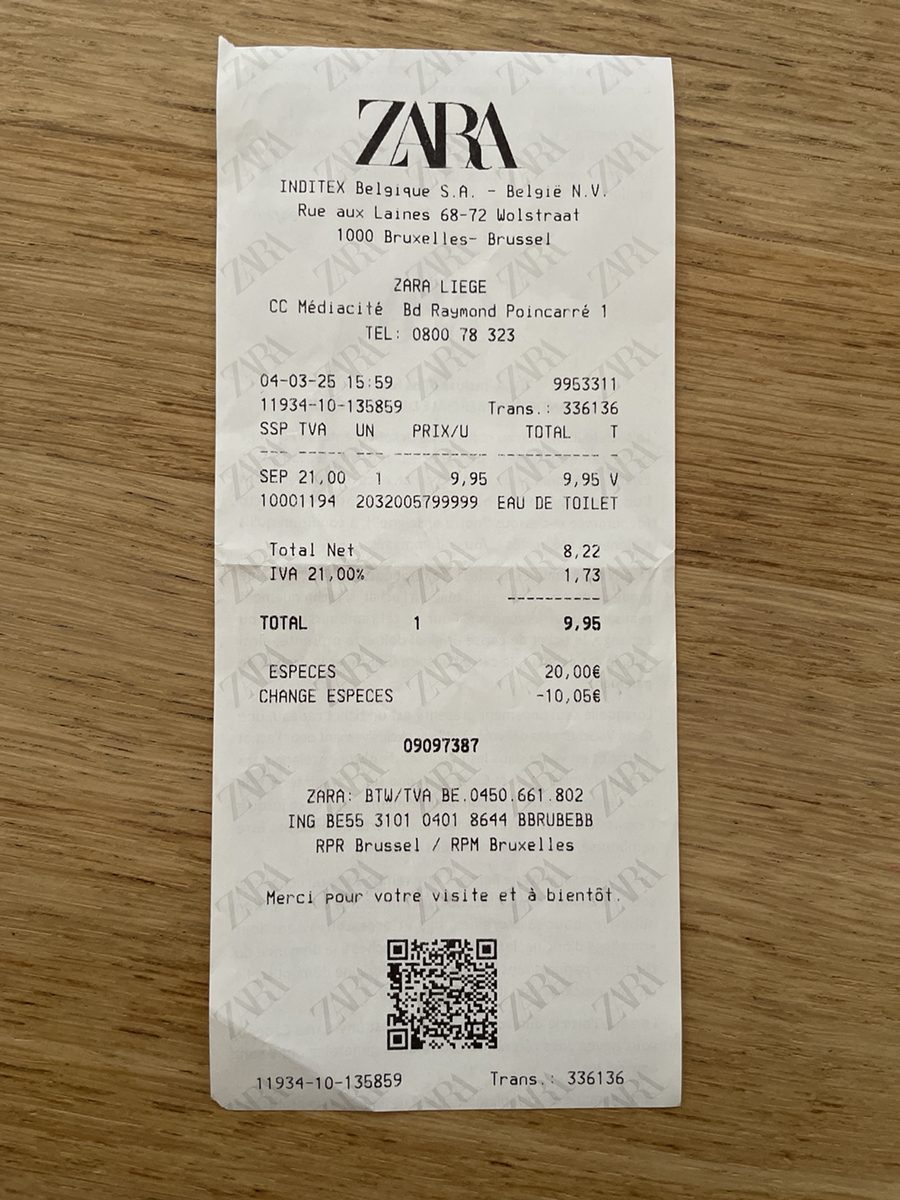 ZARA
INDITEX Belgique S.A. - België N.V.
Rue aux Laines 68-72 Wolstraat
1000 Bruxelles- Brussel
ZARA LIEGE
CC Médiacité Bd Raymond Poincarré 1
TEL: 0800 78 323
04-03-25 15:59 9953311
11934-10-135859 Trans.: 336136
SSP TVA UN PRIX/U TOTAL T
--- ----- --- ---------- ---------- -
SEP 21,00 1 9,95 9,95 V
10001194 2032005799999 EAU DE TOILET
Total Net 8,22
IVA 21,00% 1,73
----------
TOTAL 1 9,95
ESPECES 20,00€
CHANGE ESPECES -10,05€
09097387
ZARA: BTW/TVA BE.0450.661.802
ING BE55 3101 0401 8644 BBRUBEBB
RPR Brussel / RPM Bruxelles
Merci pour votre visite et à bientôt.
11934-10-135859 Trans.: 336136